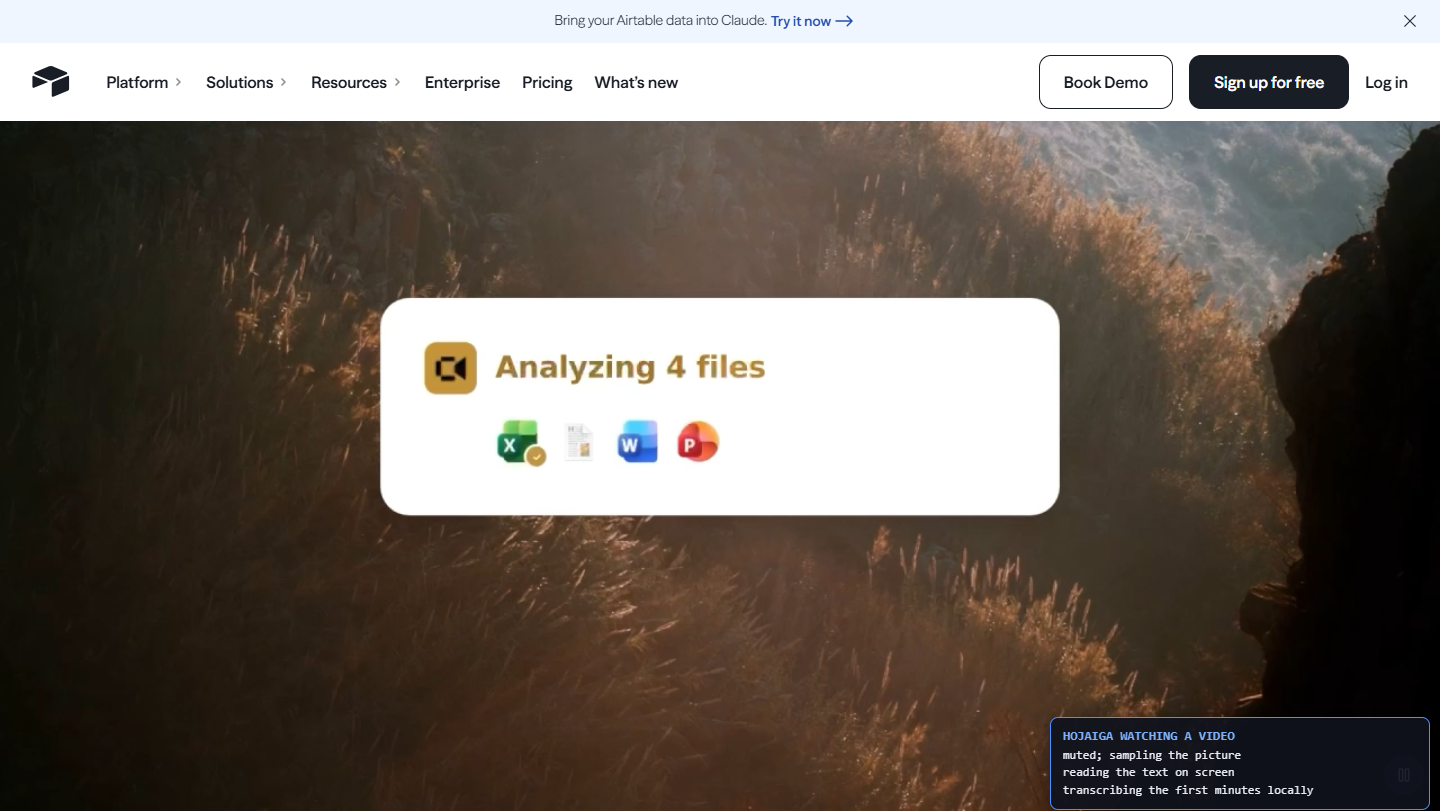 Bring your Airtable data into Claude. Try it now
Platform Solutions Resources Enterprise Pricing What's new
Book Demo Sign up for free Log in
Analyzing 4 files
HOJAIGA WATCHING A VIDEO
muted; sampling the picture
reading the text on screen
transcribing the first minutes locally